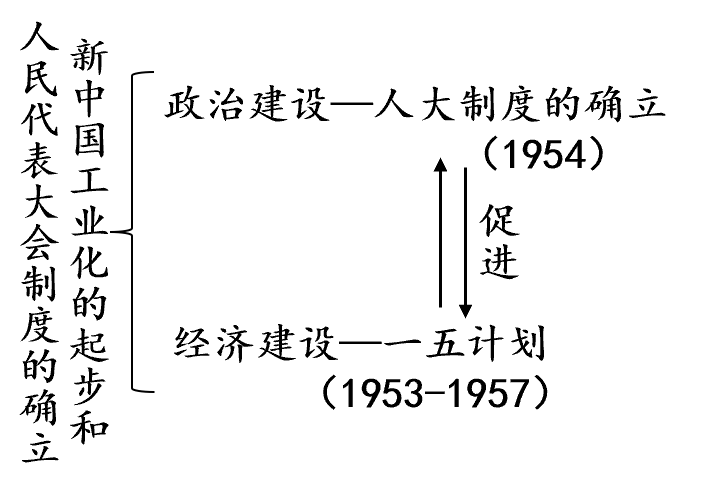 新中国工业化的起步和
人民代表大会制度的确立
政治建设—人大制度的确立
（1954）
促进
经济建设—一五计划
（1953-1957）